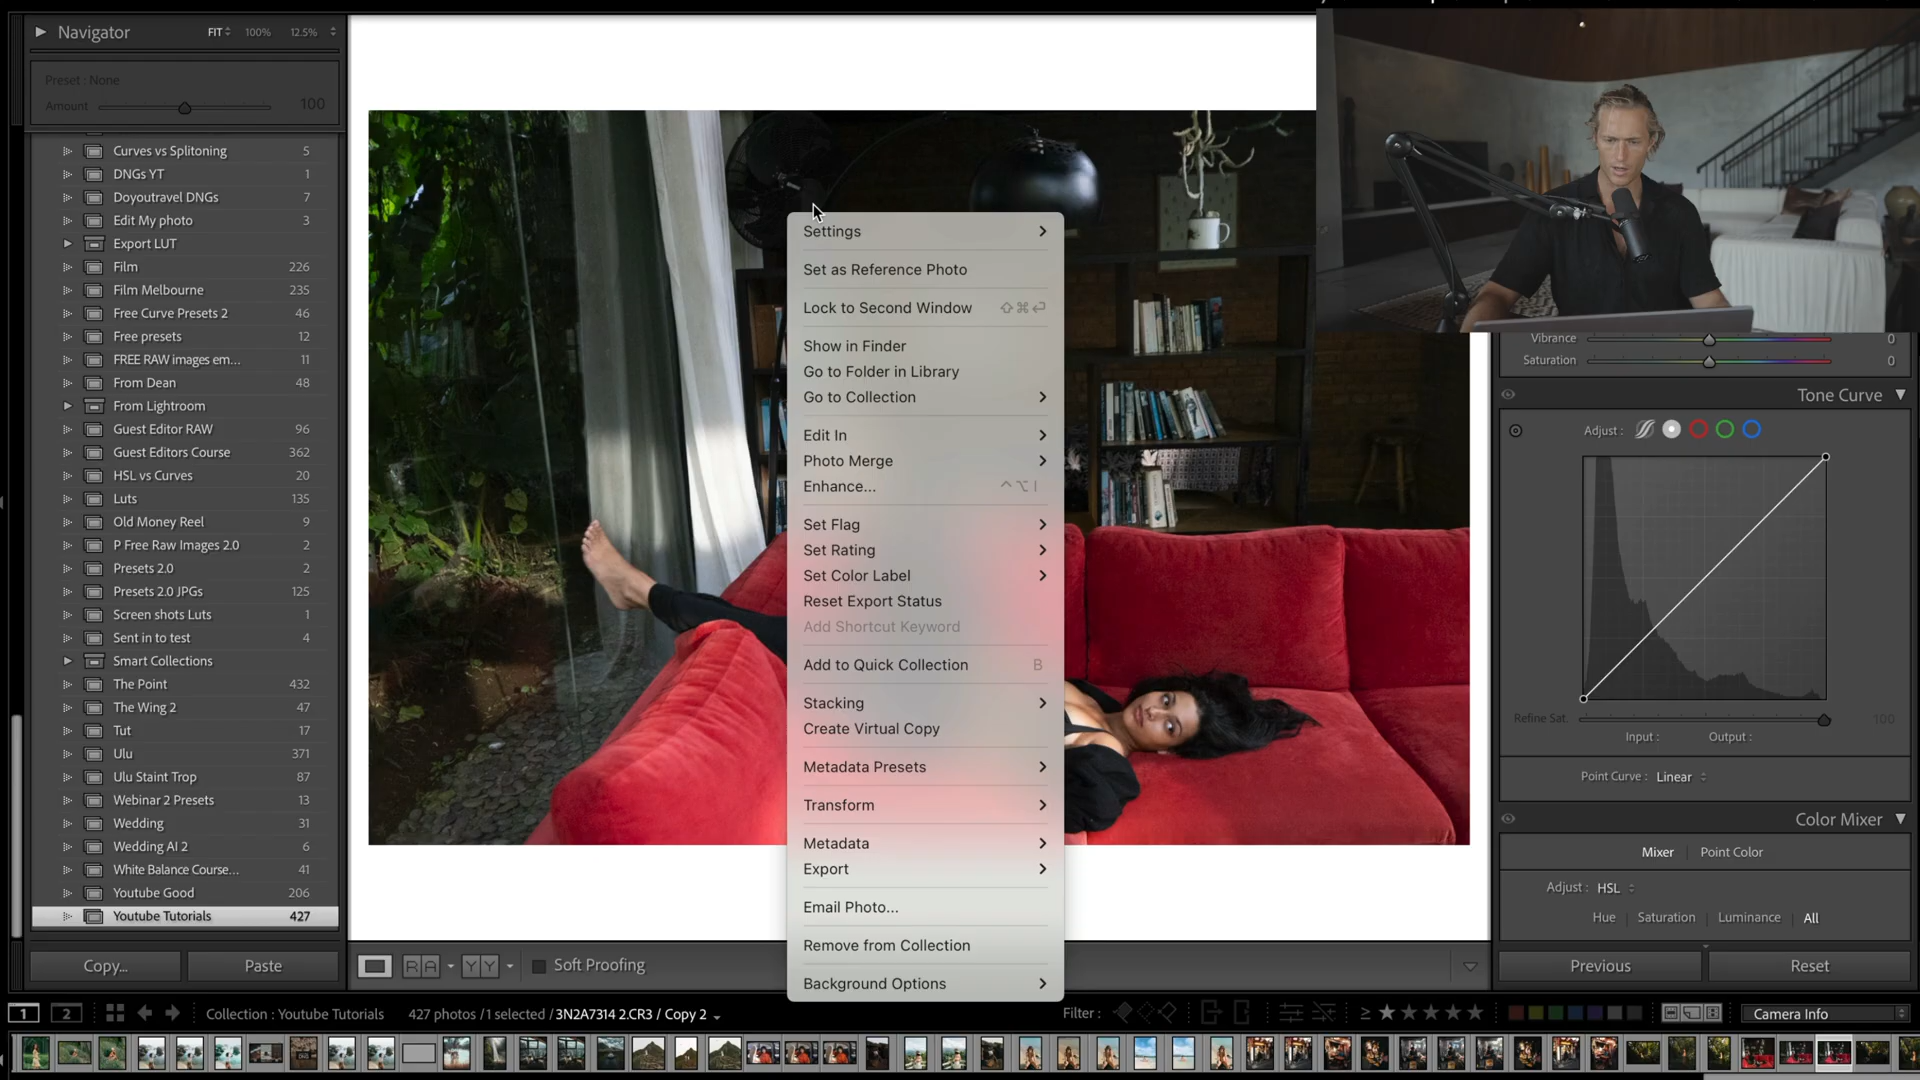 Navigator
FIT 100% 12.5%
Preset : None
Amount 100
Curves vs Splitoning 5
DNGs YT 1
Doyoutravel DNGs 7
Edit My photo 3
Export LUT
Film 226
Film Melbourne 235
Free Curve Presets 2 46
Free presets 12
FREE RAW images em... 11
From Dean 48
From Lightroom
Guest Editor RAW 96
Guest Editors Course 362
HSL vs Curves 20
Luts 135
Old Money Reel 9
P Free Raw Images 2.0 2
Presets 2.0 2
Presets 2.0 JPGs 125
Screen shots Luts 1
Sent in to test 4
Smart Collections
The Point 432
The Wing 2 47
Tut 17
Ulu 371
Ulu Staint Trop 87
Webinar 2 Presets 13
Wedding 31
Wedding AI 2 6
White Balance Course... 41
Youtube Good 206
Youtube Tutorials 427
Copy... Paste
Settings
Set as Reference Photo
Lock to Second Window ⇧⌘↩
Show in Finder
Go to Folder in Library
Go to Collection
Edit In
Photo Merge
Enhance... ^⌥I
Set Flag
Set Rating
Set Color Label
Reset Export Status
Add Shortcut Keyword
Add to Quick Collection B
Stacking
Create Virtual Copy
Metadata Presets
Transform
Metadata
Export
Email Photo...
Remove from Collection
Background Options
Vibrance 0
Saturation 0
Tone Curve
Adjust :
Refine Sat. 100
Input : Output :
Point Curve : Linear
Color Mixer
Mixer Point Color
Adjust : HSL
Hue Saturation Luminance All
Previous Reset
R A Y Y Soft Proofing
1 2 Collection : Youtube Tutorials 427 photos / 1 selected / 3N2A7314 2.CR3 / Copy 2 Filter : ≥ Camera Info